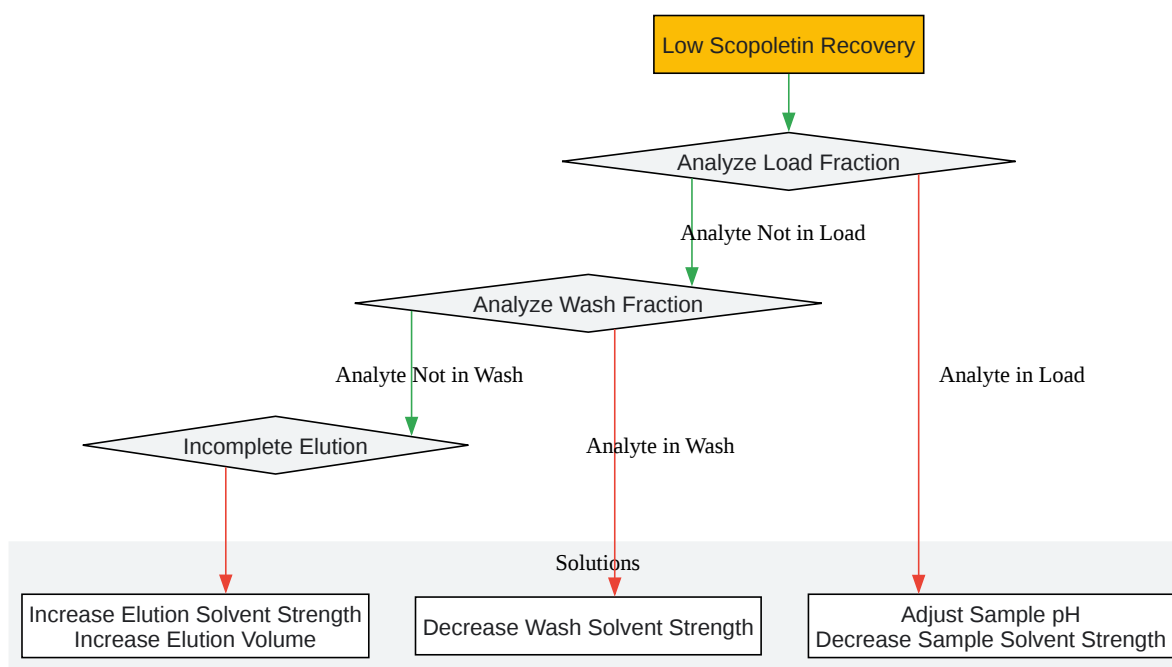 Low Scopoletin Recovery
Analyze Load Fraction
Analyte Not in Load
Analyze Wash Fraction
Analyte Not in Wash
Analyte in Load
Incomplete Elution
Analyte in Wash
Solutions
Increase Elution Solvent Strength
Increase Elution Volume
Decrease Wash Solvent Strength
Adjust Sample pH
Decrease Sample Solvent Strength